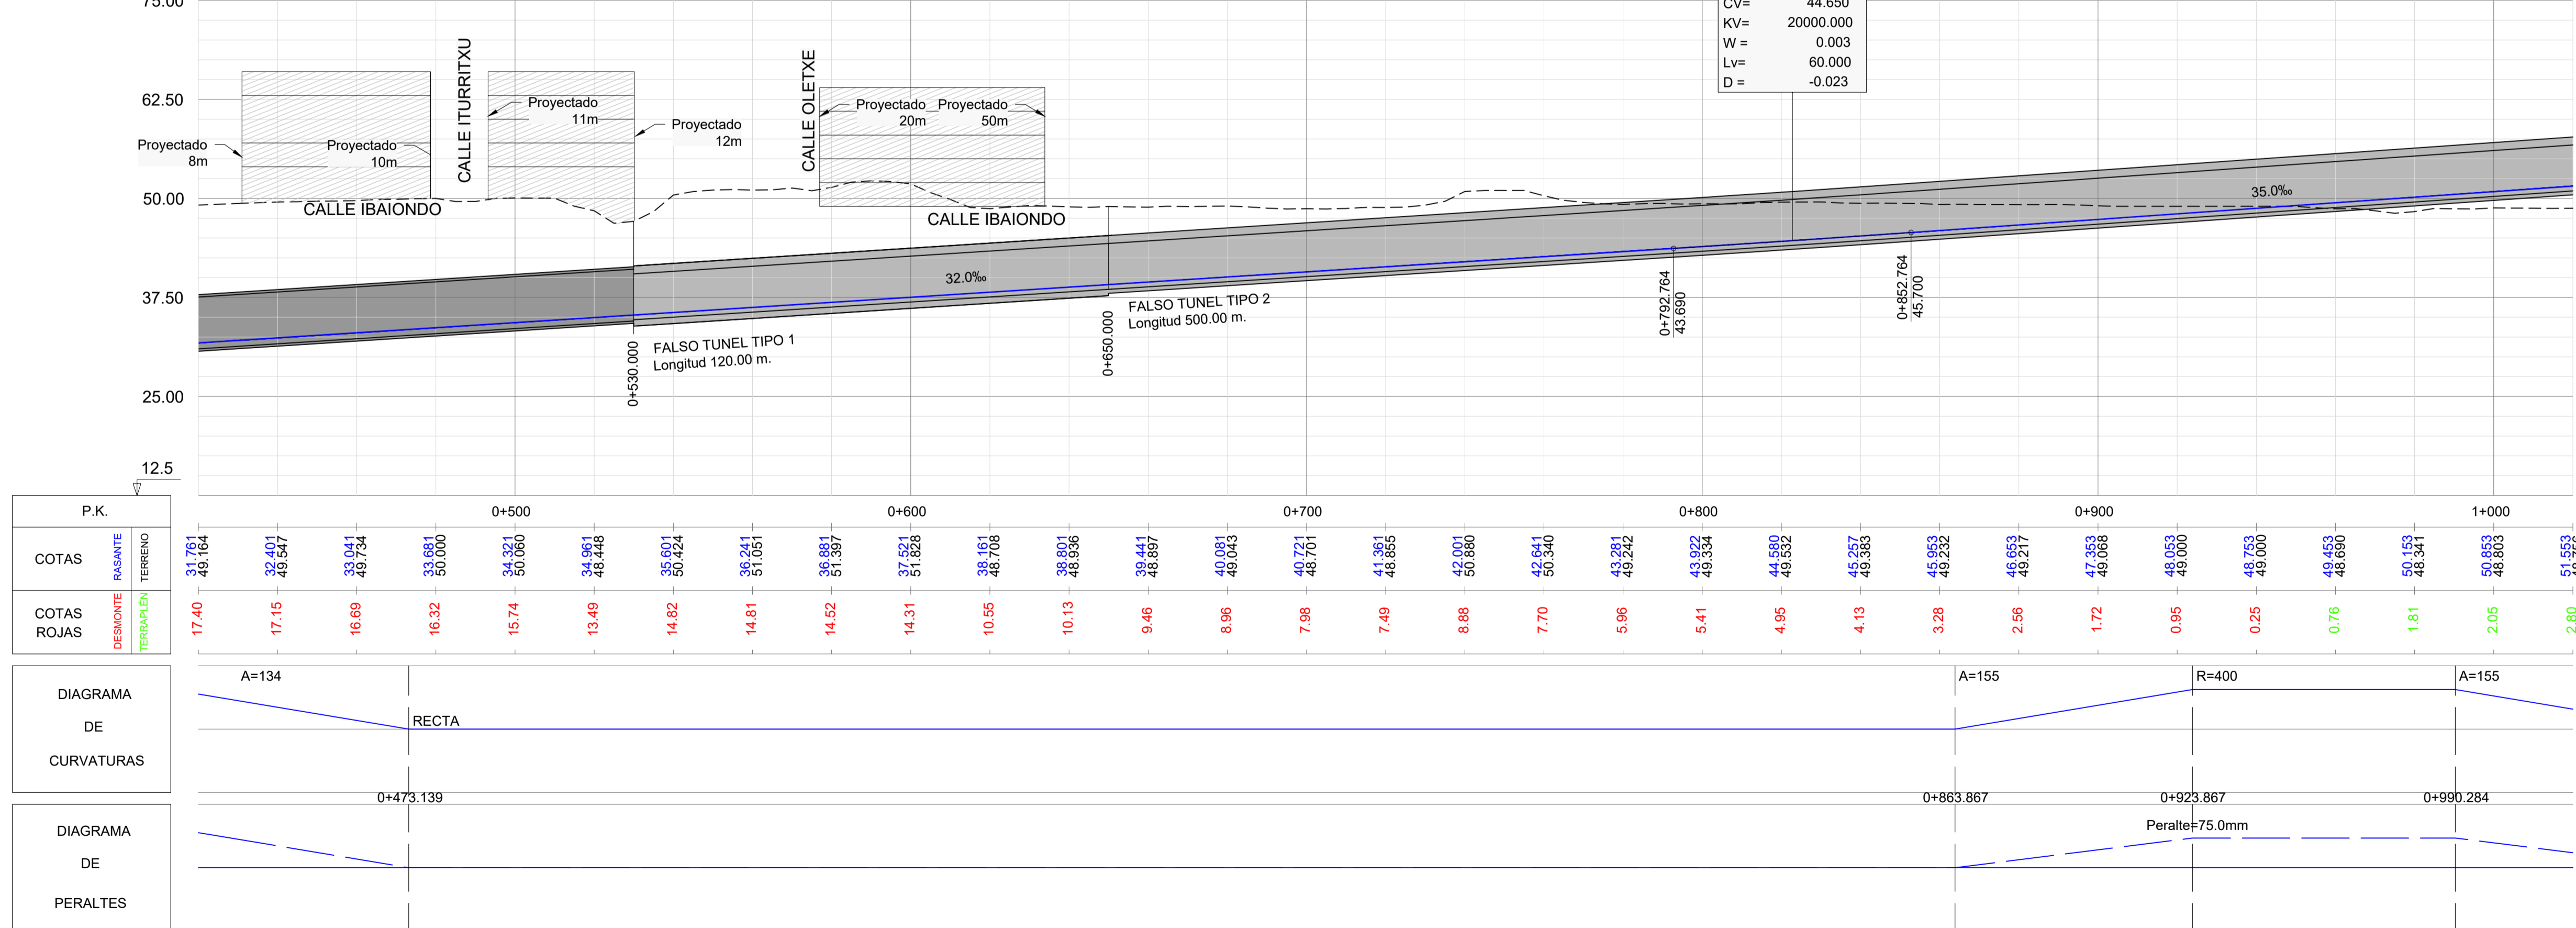 75.00
62.50
50.00
37.50
25.00
12.5
CV= 44.650
KV= 20000.000
W = 0.003
Lv= 60.000
D = -0.023
CALLE ITURRITXU
CALLE OLETXE
Proyectado
8m
Proyectado
10m
Proyectado
11m
Proyectado
12m
Proyectado
20m
Proyectado
50m
CALLE IBAIONDO
CALLE IBAIONDO
32.0‰
35.0‰
0+530.000
FALSO TUNEL TIPO 1
Longitud 120.00 m.
0+650.000
FALSO TUNEL TIPO 2
Longitud 500.00 m.
0+792.764
43.690
0+852.764
45.700
P.K.
0+500 0+600 0+700 0+800 0+900 1+000
COTAS
RASANTE
TERRENO
31.761 32.401 33.041 33.681 34.321 34.961 35.601 36.241 36.881 37.521 38.161 38.801 39.441 40.081 40.721 41.361 42.001 42.641 43.281 43.922 44.580 45.257 45.953 46.653 47.353 48.053 48.753 49.453 50.153 50.853 51.553
49.164 49.547 49.734 50.000 50.060 48.448 50.424 51.051 51.397 51.828 48.708 48.936 48.897 49.043 48.701 48.855 50.880 50.340 49.242 49.334 49.532 49.383 49.232 49.217 49.068 49.000 49.000 48.690 48.341 48.803
COTAS
ROJAS
DESMONTE
TERRAPLÉN
17.40 17.15 16.69 16.32 15.74 13.49 14.82 14.81 14.52 14.31 10.55 10.13 9.46 8.96 7.98 7.49 8.88 7.70 5.96 5.41 4.95 4.13 3.28 2.56 1.72 0.95 0.25 0.76 1.81 2.05 2.80
DIAGRAMA
DE
CURVATURAS
A=134
RECTA
A=155
R=400
A=155
0+473.139
0+863.867
0+923.867
0+990.284
DIAGRAMA
DE
PERALTES
Peralte=75.0mm